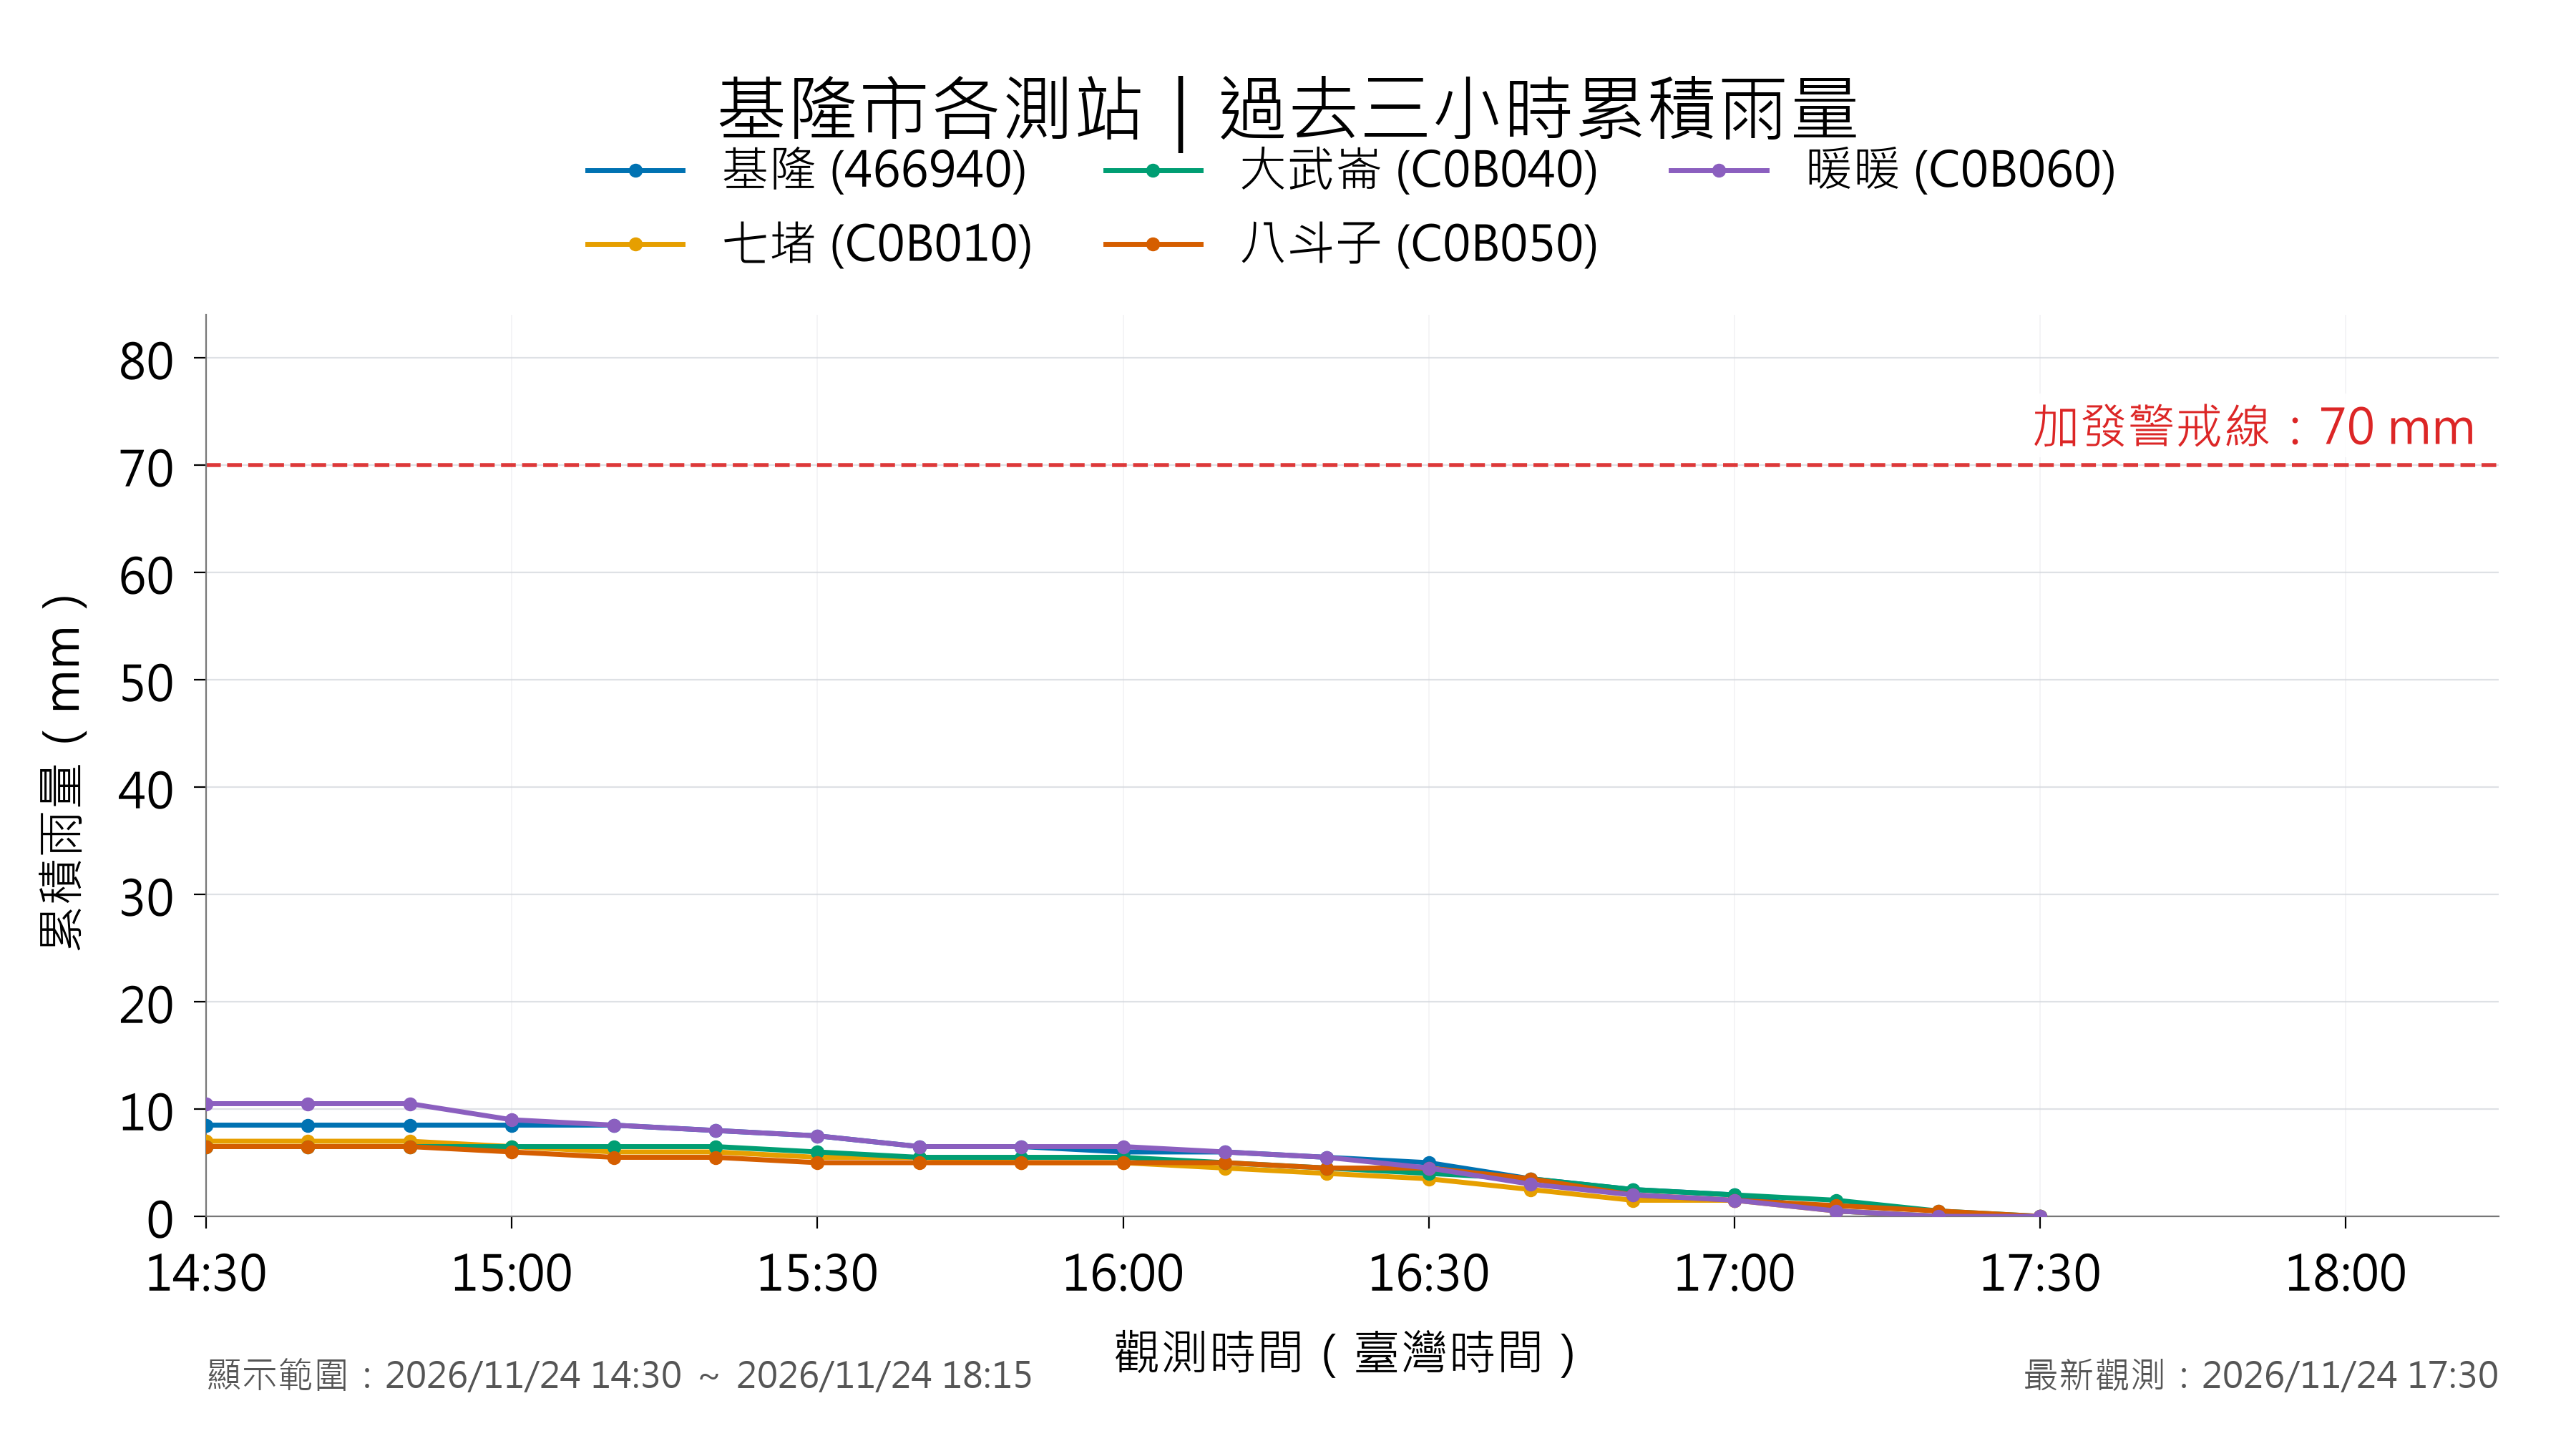 基隆市各測站｜過去三小時累積雨量
基隆 (466940)
大武崙 (C0B040)
暖暖 (C0B060)
七堵 (C0B010)
八斗子 (C0B050)
累積雨量（mm）
80
70
60
50
40
30
20
10
0
加發警戒線：70 mm
14:30
15:00
15:30
16:00
16:30
17:00
17:30
18:00
觀測時間（臺灣時間）
顯示範圍：2026/11/24 14:30 ~ 2026/11/24 18:15
最新觀測：2026/11/24 17:30